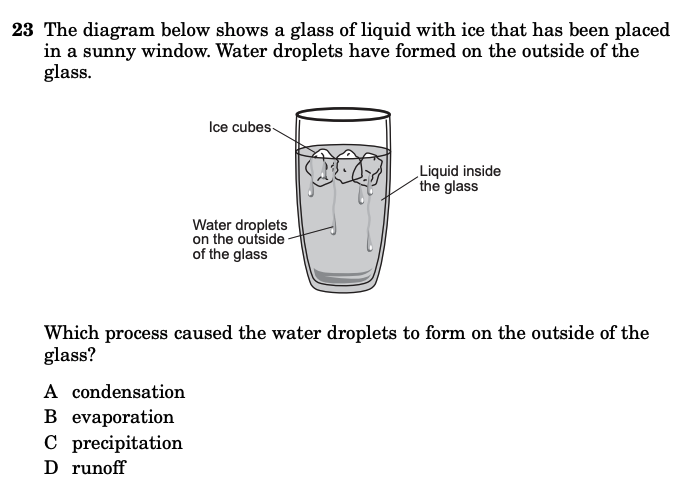 23 The diagram below shows a glass of liquid with ice that has been placed
in a sunny window. Water droplets have formed on the outside of the
glass.
Ice cubes
Liquid inside
the glass
Water droplets
on the outside
of the glass
Which process caused the water droplets to form on the outside of the
glass?
A condensation
B evaporation
C precipitation
D runoff